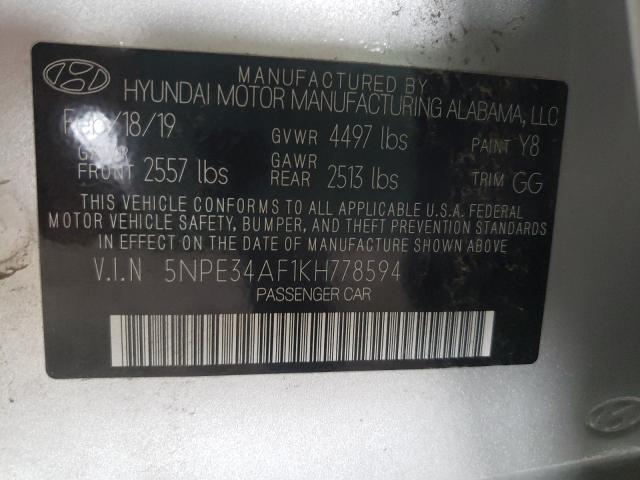 MANUFACTURED BY
HYUNDAI MOTOR MANUFACTURING ALABAMA, LLC
Feb/18/19 GVWR 4497 lbs PAINT Y8
GAWR FRONT 2557 lbs GAWR REAR 2513 lbs TRIM GG
THIS VEHICLE CONFORMS TO ALL APPLICABLE U.S.A. FEDERAL
MOTOR VEHICLE SAFETY, BUMPER, AND THEFT PREVENTION STANDARDS
IN EFFECT ON THE DATE OF MANUFACTURE SHOWN ABOVE
V.I.N 5NPE34AF1KH778594
PASSENGER CAR